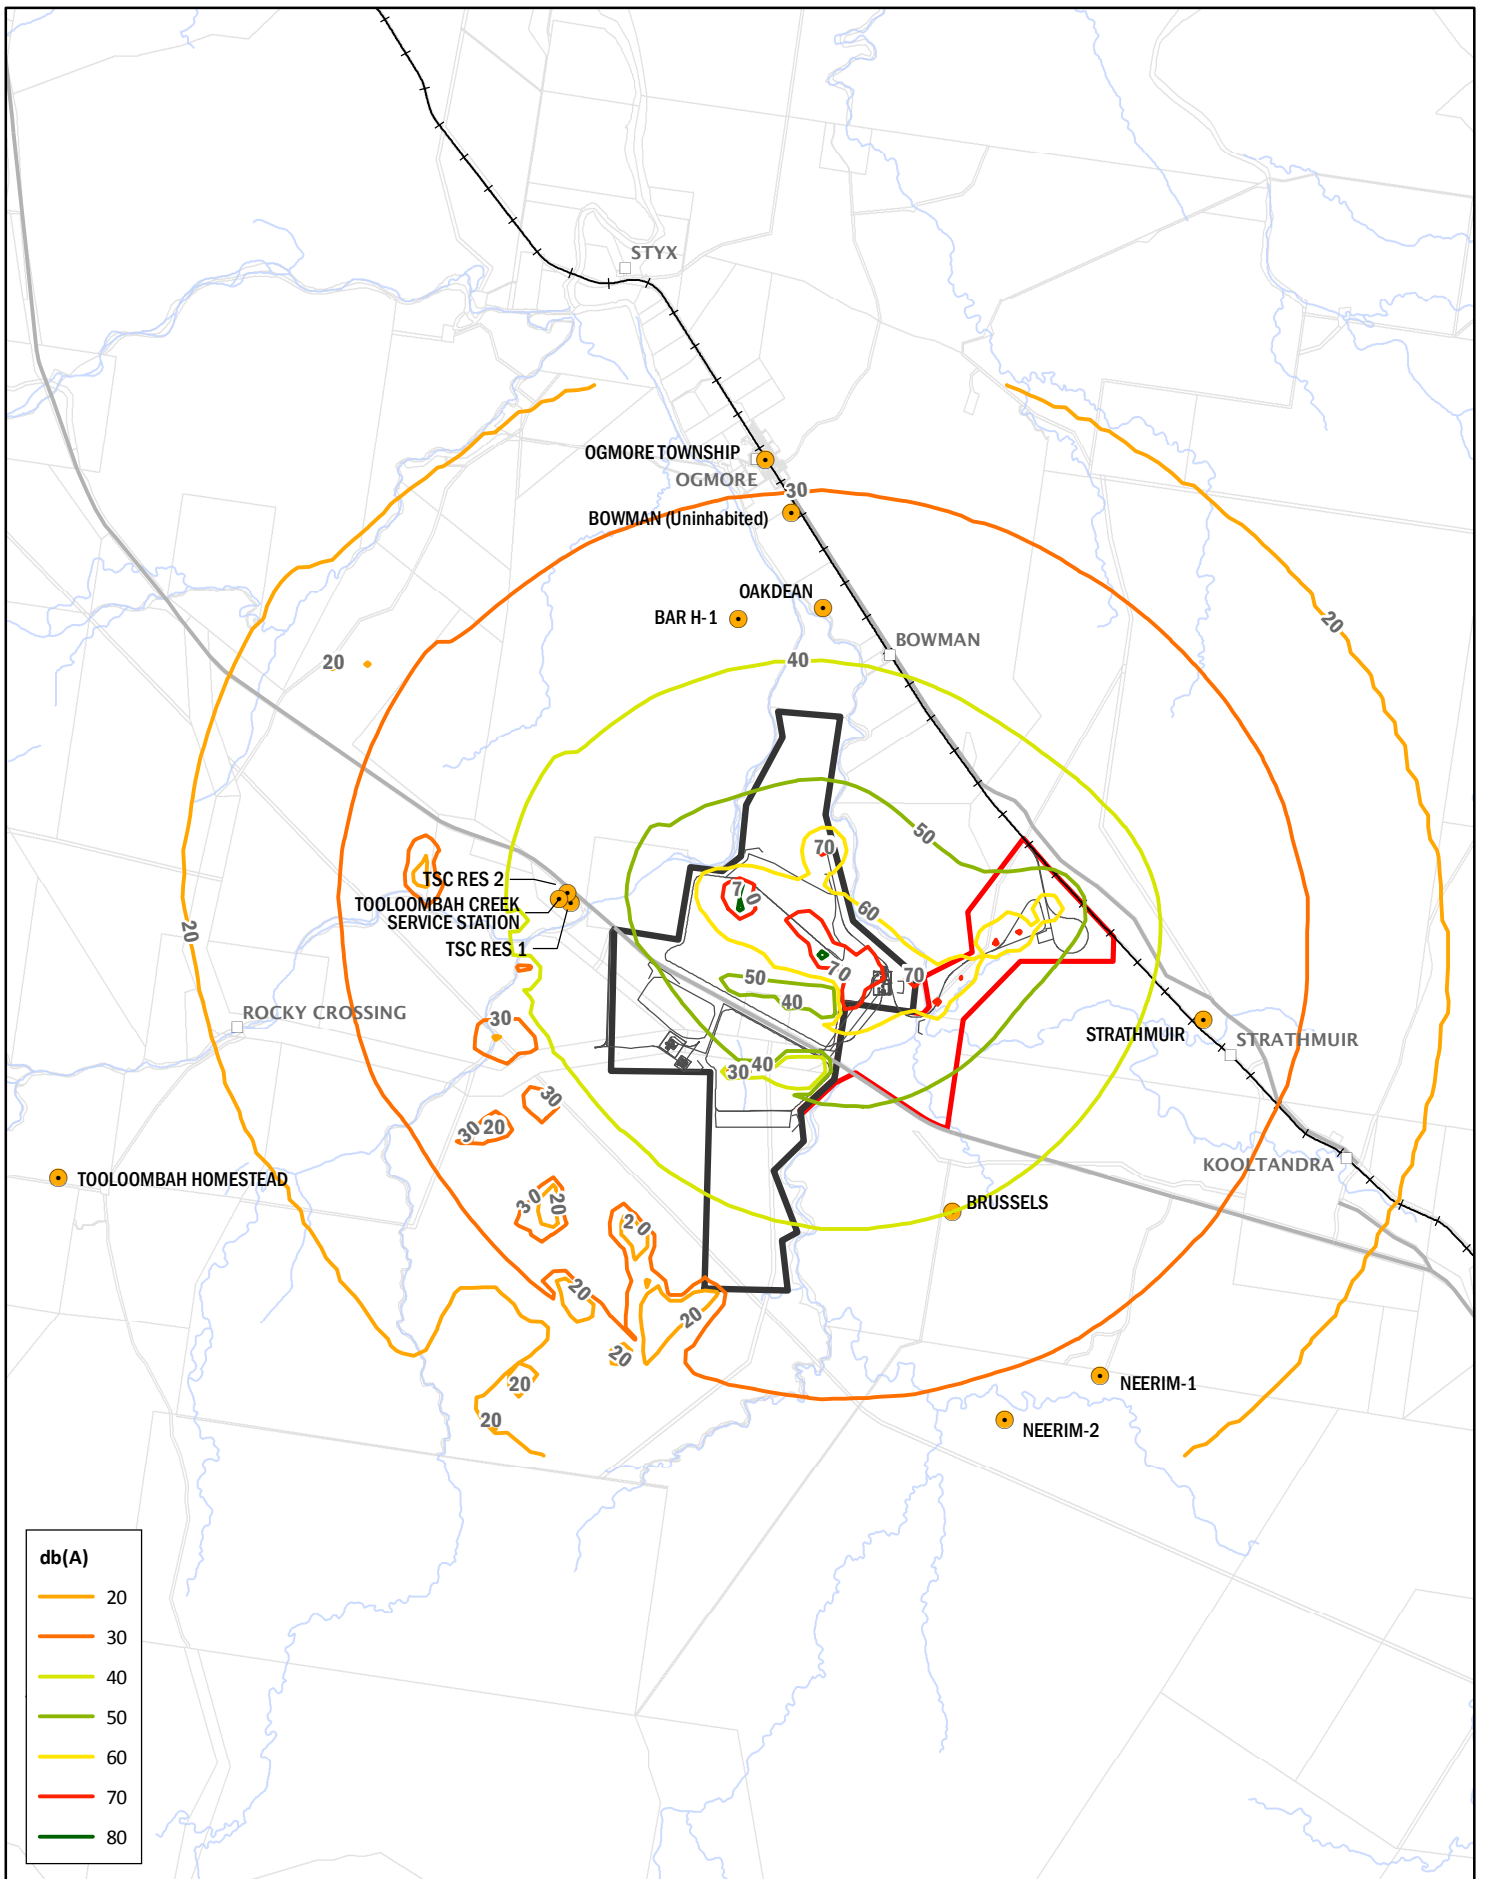 STYX
OGMORE TOWNSHIP
OGMORE
30
BOWMAN (Uninhabited)
OAKDEAN
BAR H-1
20
BOWMAN
20
40
50
70
TSC RES 2
70
TOOLOOMBAH CREEK
SERVICE STATION
60
20
TSC RES 1
70
70
50
40
ROCKY CROSSING
30
STRATHMUIR
STRATHMUIR
40
30
30
30
20
KOOLTANDRA
TOOLOOMBAH HOMESTEAD
30
20
BRUSSELS
20
20
20
20
NEERIM-1
20
20
NEERIM-2
db(A)
20
30
40
50
60
70
80